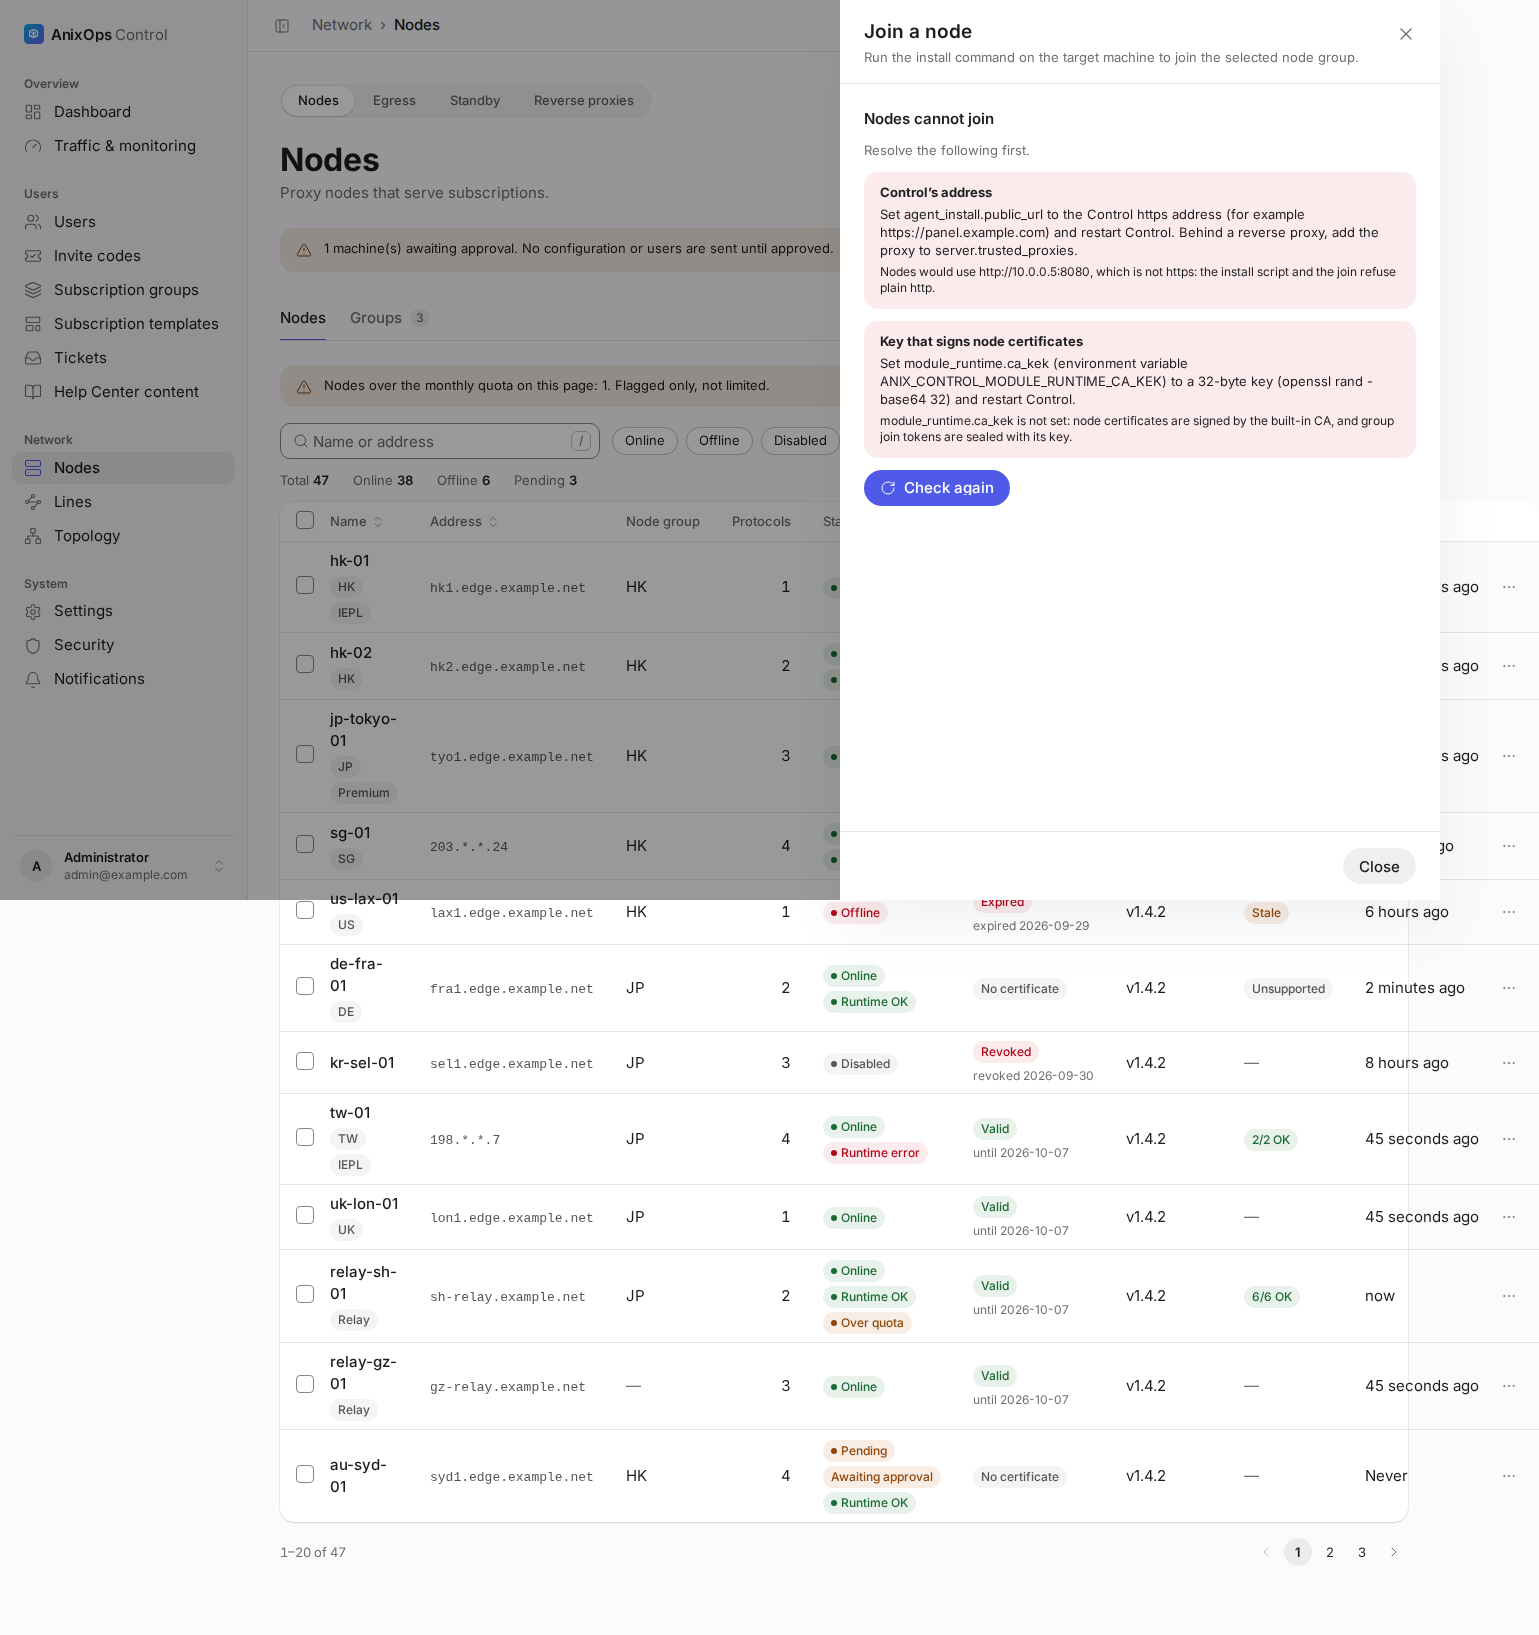 AnixOps Control
Overview
Dashboard
Traffic & monitoring
Users
Users
Invite codes
Subscription groups
Subscription templates
Tickets
Help Center content
Network
Nodes
Lines
Topology
System
Settings
Security
Notifications
A
Administrator
admin@example.com
Network › Nodes
Nodes Egress Standby Reverse proxies
Nodes
Proxy nodes that serve subscriptions.
1 machine(s) awaiting approval. No configuration or users are sent until approved.
Nodes Groups 3
Nodes over the monthly quota on this page: 1. Flagged only, not limited.
Name or address / Online Offline Disabled
Total 47 Online 38 Offline 6 Pending 3
Name Address Node group Protocols
hk-01
HK
IEPL
hk1.edge.example.net HK 1
s ago ···
hk-02
HK
hk2.edge.example.net HK 2
s ago ···
jp-tokyo-
01
JP
Premium
tyo1.edge.example.net HK 3
s ago ···
sg-01
SG
203.*.*.24 HK 4
go ···
us-lax-01
US
lax1.edge.example.net HK 1
Offline
Expired
expired 2026-09-29
v1.4.2 Stale 6 hours ago ···
de-fra-
01
DE
fra1.edge.example.net JP 2
Online
Runtime OK
No certificate v1.4.2 Unsupported 2 minutes ago ···
kr-sel-01 sel1.edge.example.net JP 3 Disabled
Revoked
revoked 2026-09-30
v1.4.2 — 8 hours ago ···
tw-01
TW
IEPL
198.*.*.7 JP 4
Online
Runtime error
Valid
until 2026-10-07
v1.4.2 2/2 OK 45 seconds ago ···
uk-lon-01
UK
lon1.edge.example.net JP 1 Online
Valid
until 2026-10-07
v1.4.2 — 45 seconds ago ···
relay-sh-
01
Relay
sh-relay.example.net JP 2
Online
Runtime OK
Over quota
Valid
until 2026-10-07
v1.4.2 6/6 OK now ···
relay-gz-
01
Relay
gz-relay.example.net — 3 Online
Valid
until 2026-10-07
v1.4.2 — 45 seconds ago ···
au-syd-
01
syd1.edge.example.net HK 4
Pending
Awaiting approval
Runtime OK
No certificate v1.4.2 — Never ···
1–20 of 47 ‹ 1 2 3 ›
Join a node
Run the install command on the target machine to join the selected node group.
Nodes cannot join
Resolve the following first.
Control’s address
Set agent_install.public_url to the Control https address (for example
https://panel.example.com) and restart Control. Behind a reverse proxy, add the
proxy to server.trusted_proxies.
Nodes would use http://10.0.0.5:8080, which is not https: the install script and the join refuse
plain http.
Key that signs node certificates
Set module_runtime.ca_kek (environment variable
ANIX_CONTROL_MODULE_RUNTIME_CA_KEK) to a 32-byte key (openssl rand -
base64 32) and restart Control.
module_runtime.ca_kek is not set: node certificates are signed by the built-in CA, and group
join tokens are sealed with its key.
Check again
Close